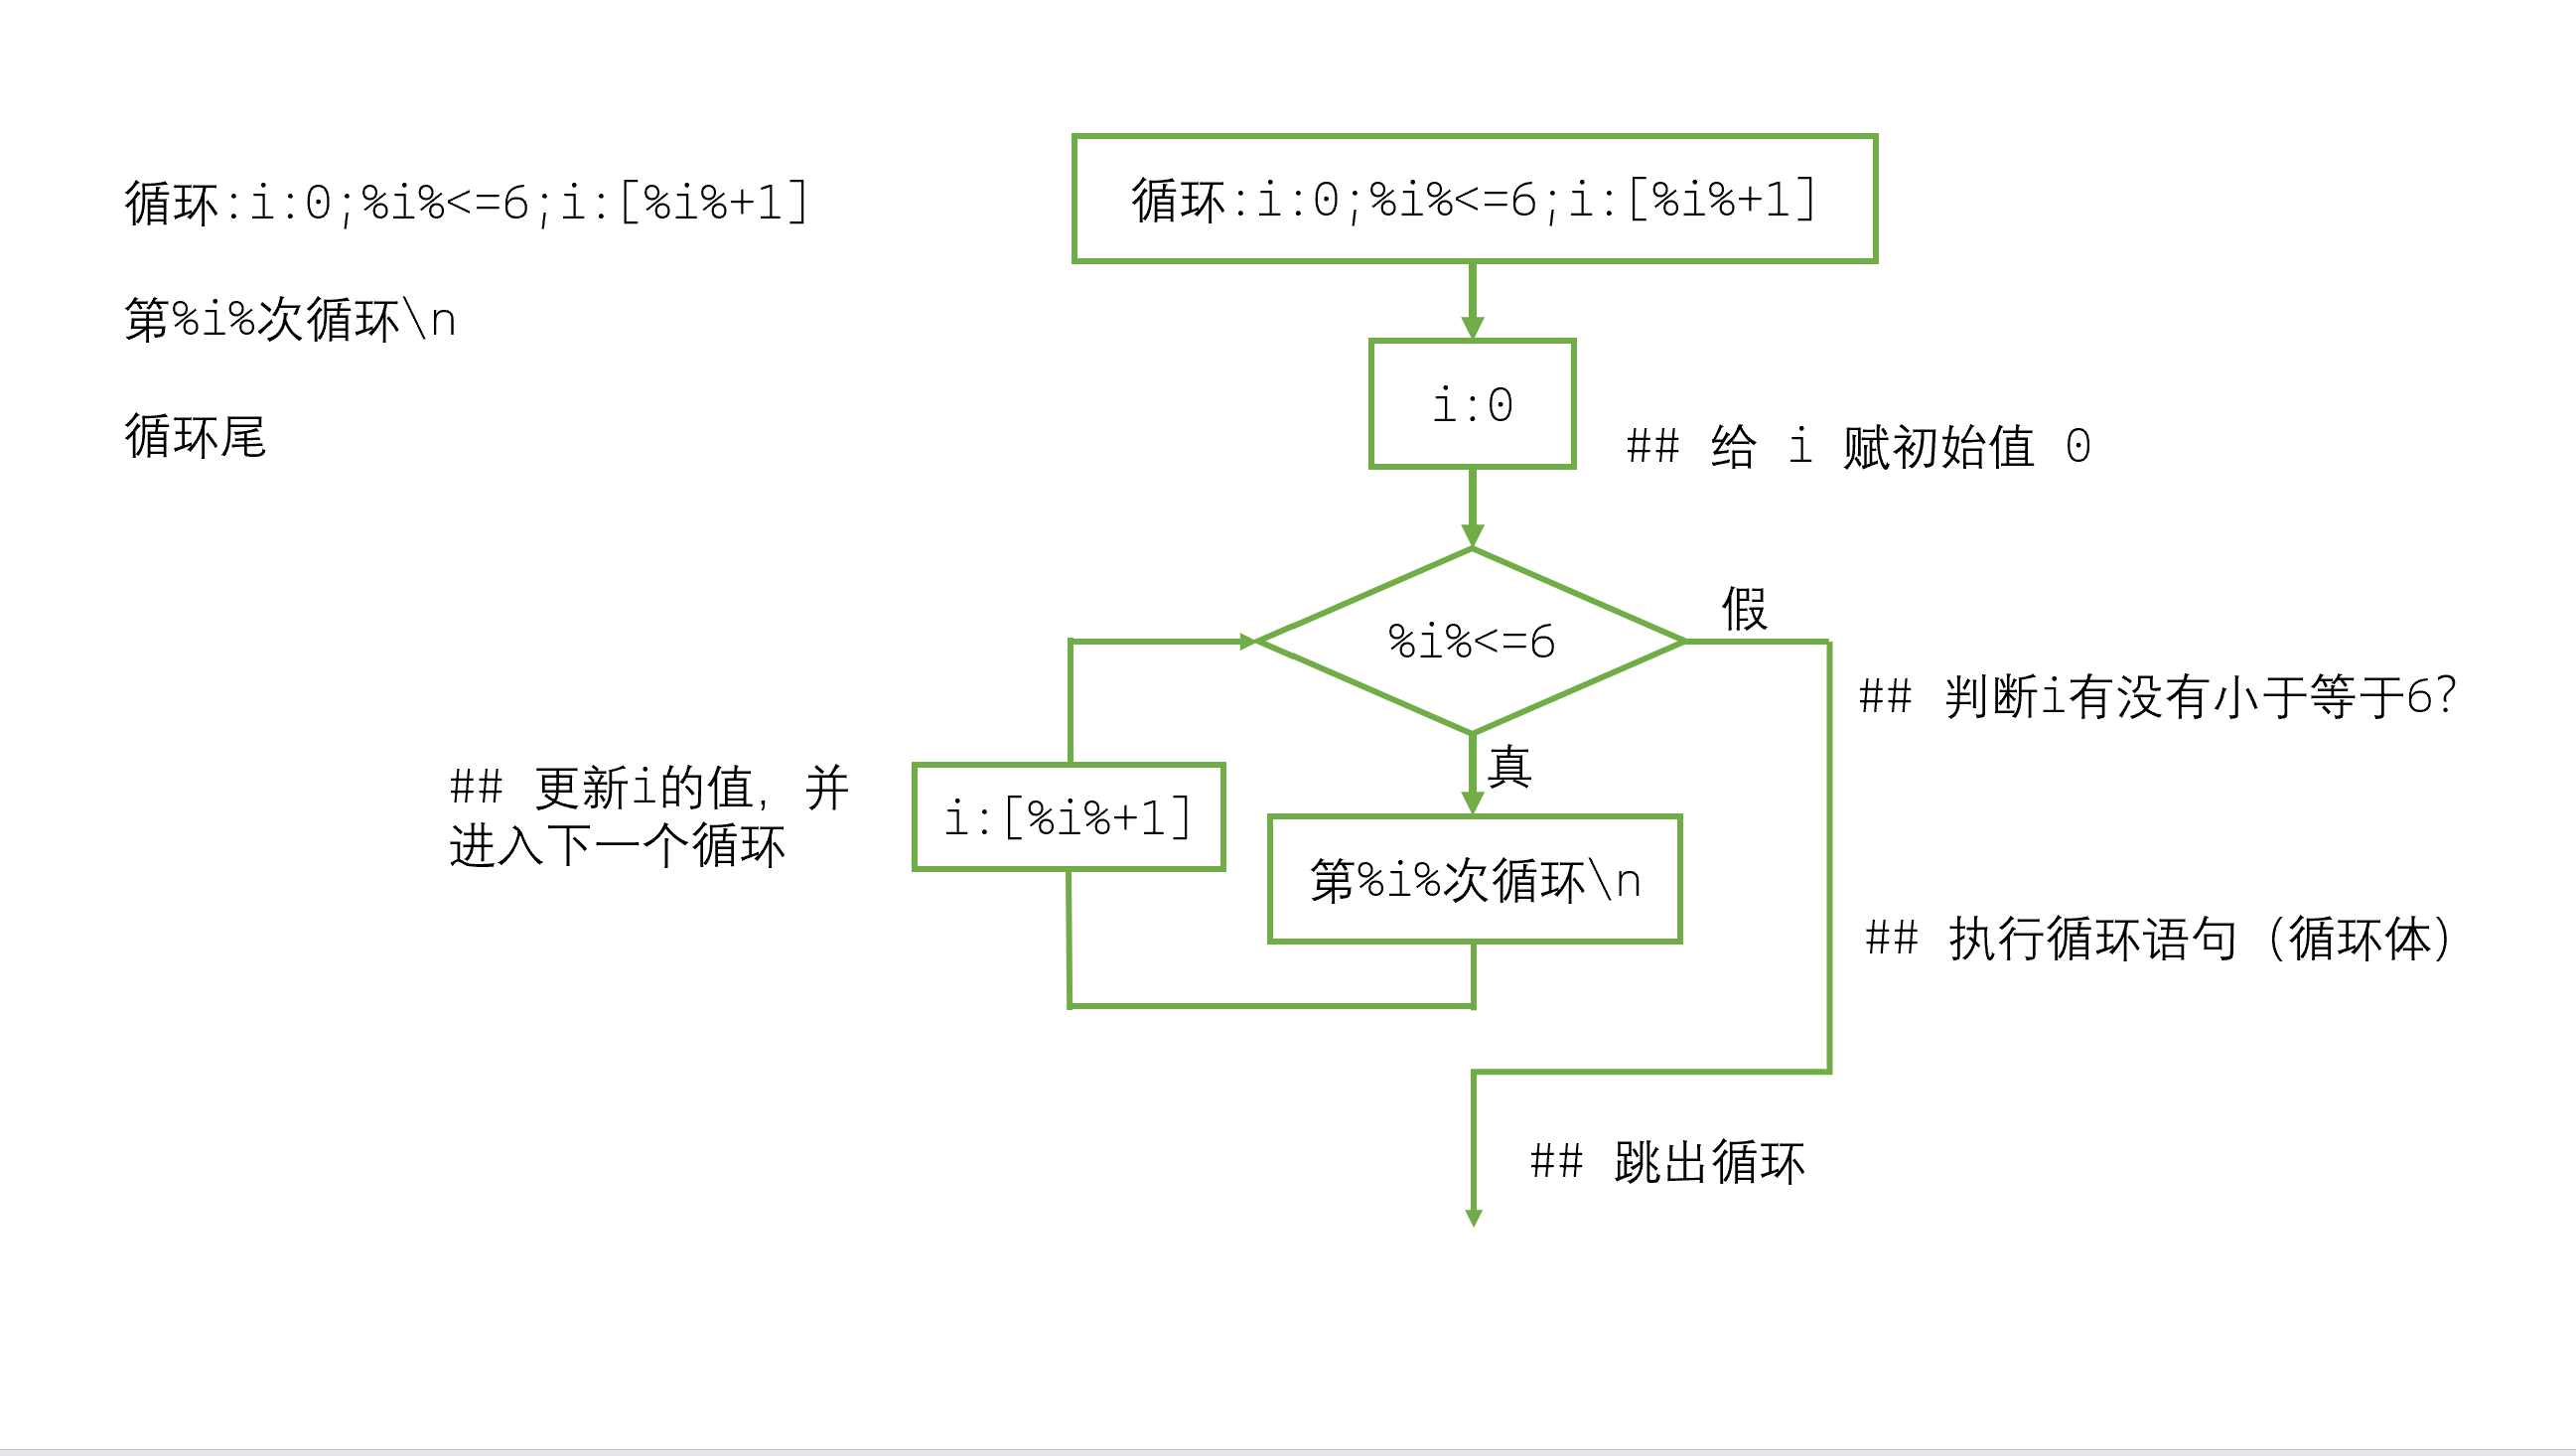 循环:i:0;%i%<=6;i:[%i%+1]
第%i%次循环\n
循环尾
循环:i:0;%i%<=6;i:[%i%+1]
i:0
## 给 i 赋初始值 0
%i%<=6
假
## 判断i有没有小于等于6？
真
## 更新i的值，并
进入下一个循环
i:[%i%+1]
第%i%次循环\n
## 执行循环语句（循环体）
## 跳出循环